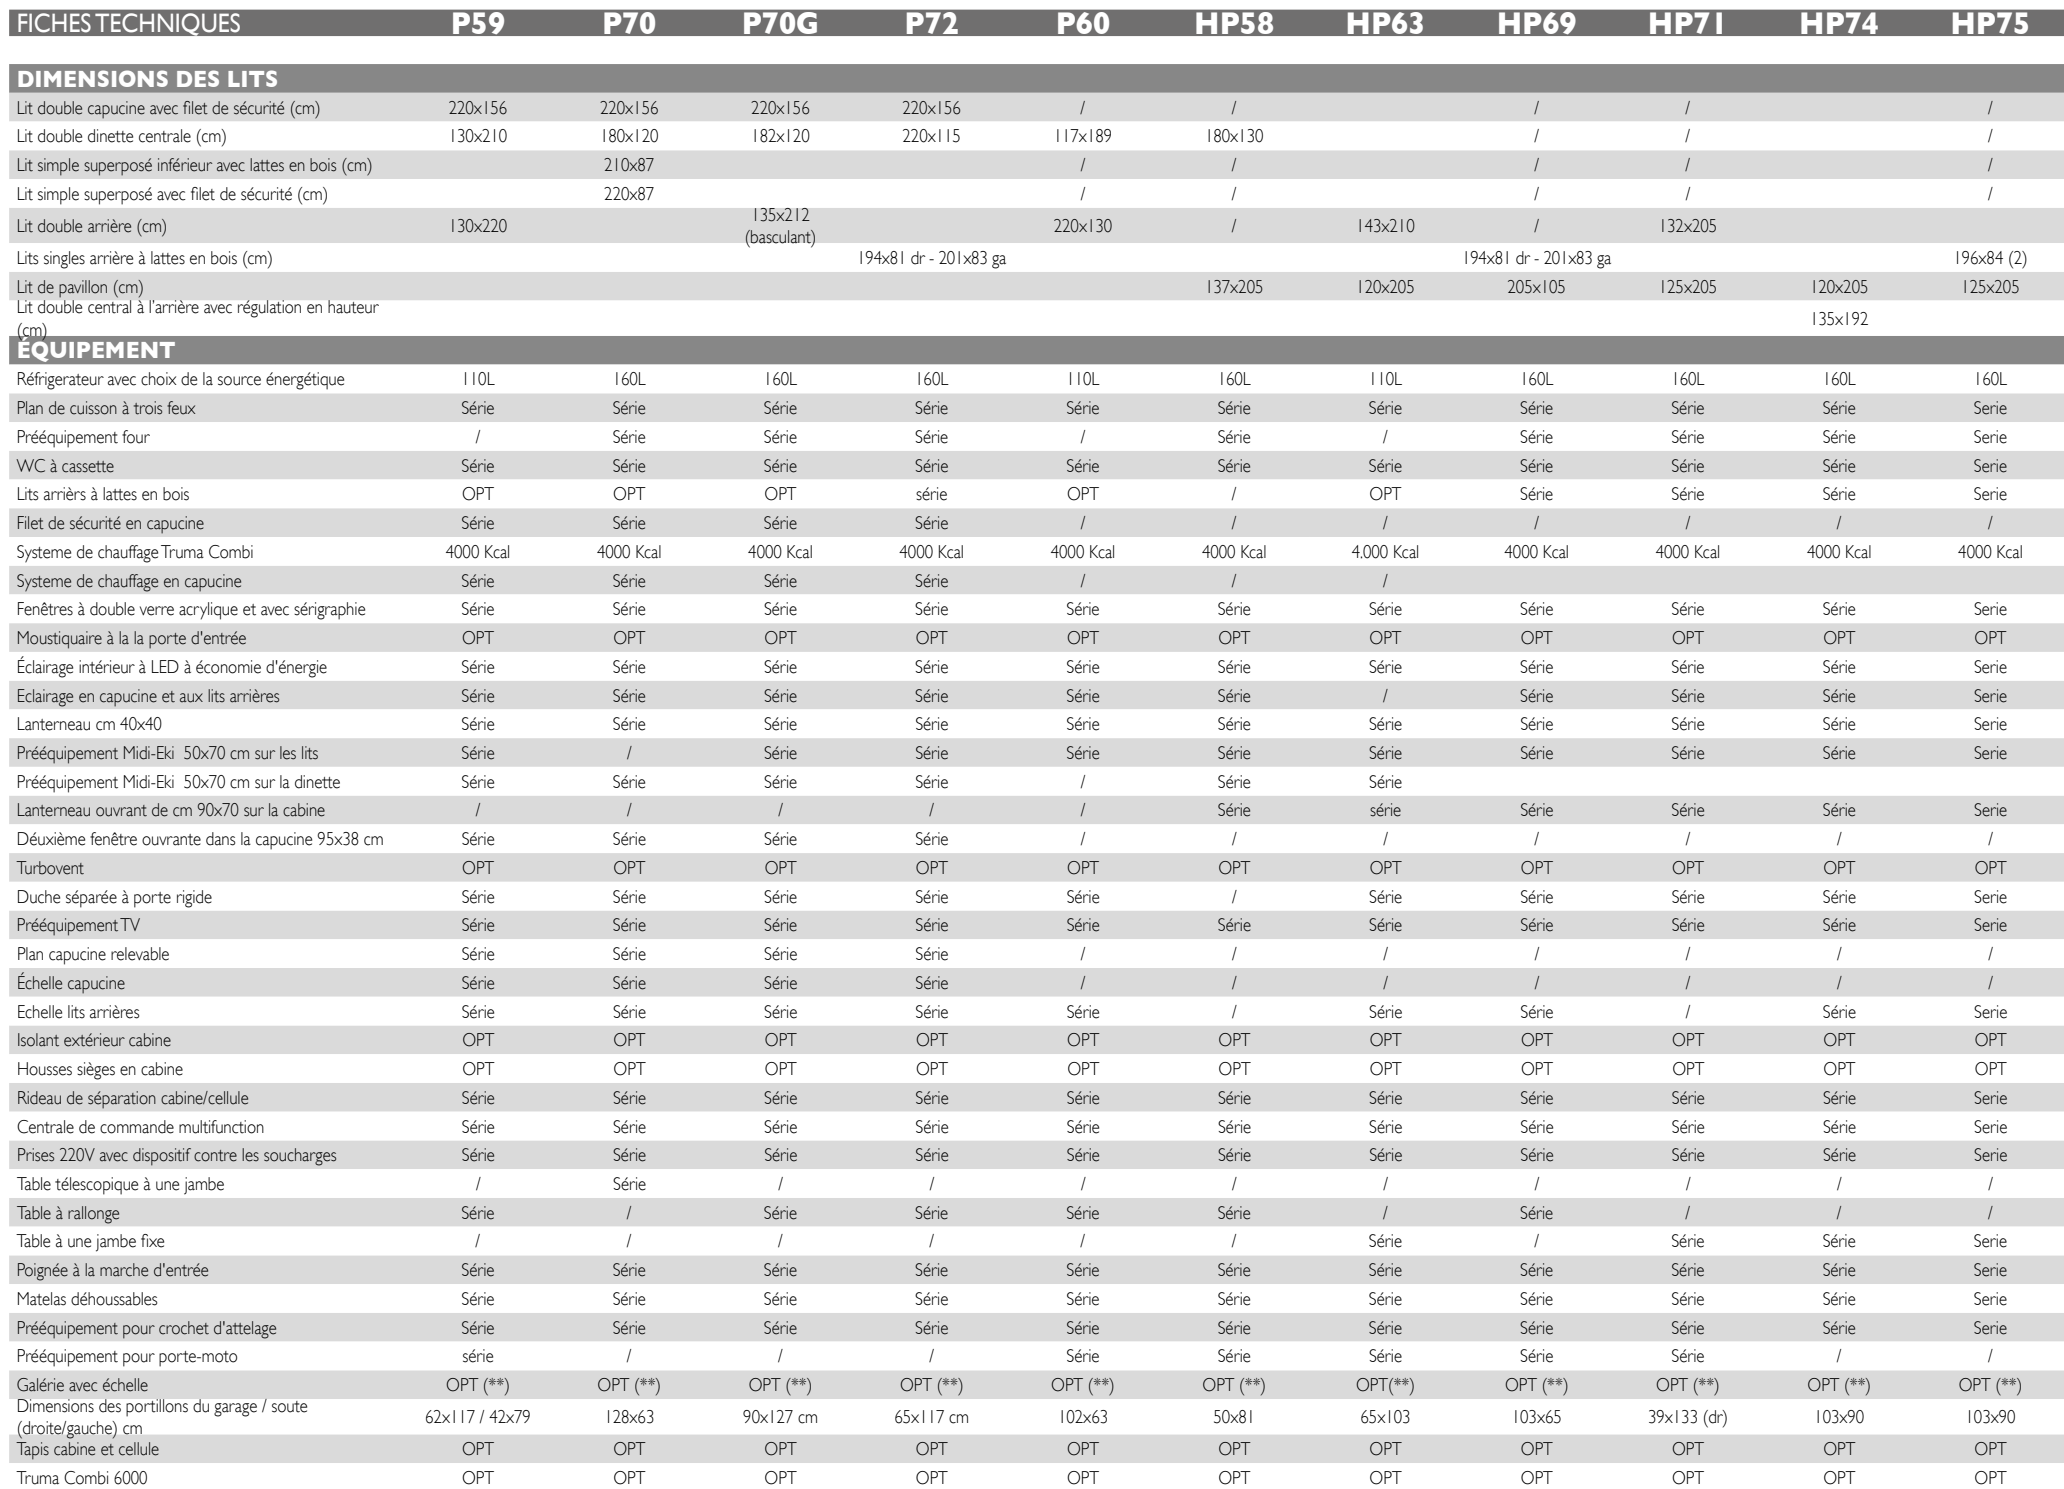 FICHES TECHNIQUES P59 P70 P70G P72 P60 HP58 HP63 HP69 HP71 HP74 HP75
DIMENSIONS DES LITS
Lit double capucine avec filet de sécurité (cm) 220x156 220x156 220x156 220x156 / / / / /
Lit double dinette centrale (cm) 130x210 180x120 182x120 220x115 117x189 180x130 / / /
Lit simple superposé inférieur avec lattes en bois (cm) 210x87 / / / / /
Lit simple superposé avec filet de sécurité (cm) 220x87 / / / / /
Lit double arrière (cm) 130x220 135x212 (basculant) 220x130 / 143x210 / 132x205
Lits singles arrière à lattes en bois (cm) 194x81 dr - 201x83 ga 194x81 dr - 201x83 ga 196x84 (2)
Lit de pavillon (cm) 137x205 120x205 205x105 125x205 120x205 125x205
Lit double central à l'arrière avec régulation en hauteur
(cm) 135x192
ÉQUIPEMENT
Réfrigerateur avec choix de la source énergétique 110L 160L 160L 160L 110L 160L 110L 160L 160L 160L 160L
Plan de cuisson à trois feux Série Série Série Série Série Série Série Série Série Série Serie
Prééquipement four / Série Série Série / Série / Série Série Série Serie
WC à cassette Série Série Série Série Série Série Série Série Série Série Serie
Lits arrièrs à lattes en bois OPT OPT OPT série OPT / OPT Série Série Série Serie
Filet de sécurité en capucine Série Série Série Série / / / / / / /
Systeme de chauffage Truma Combi 4000 Kcal 4000 Kcal 4000 Kcal 4000 Kcal 4000 Kcal 4000 Kcal 4.000 Kcal 4000 Kcal 4000 Kcal 4000 Kcal 4000 Kcal
Systeme de chauffage en capucine Série Série Série Série / / /
Fenêtres à double verre acrylique et avec sérigraphie Série Série Série Série Série Série Série Série Série Série Serie
Moustiquaire à la la porte d'entrée OPT OPT OPT OPT OPT OPT OPT OPT OPT OPT OPT
Éclairage intérieur à LED à économie d'énergie Série Série Série Série Série Série Série Série Série Série Serie
Eclairage en capucine et aux lits arrières Série Série Série Série Série Série / Série Série Série Serie
Lanterneau cm 40x40 Série Série Série Série Série Série Série Série Série Série Serie
Prééquipement Midi-Eki 50x70 cm sur les lits Série / Série Série Série Série Série Série Série Série Serie
Prééquipement Midi-Eki 50x70 cm sur la dinette Série Série Série Série / Série Série
Lanterneau ouvrant de cm 90x70 sur la cabine / / / / / Série série Série Série Série Serie
Déuxième fenêtre ouvrante dans la capucine 95x38 cm Série Série Série Série / / / / / / /
Turbovent OPT OPT OPT OPT OPT OPT OPT OPT OPT OPT OPT
Duche séparée à porte rigide Série Série Série Série Série / Série Série Série Série Serie
Prééquipement TV Série Série Série Série Série Série Série Série Série Série Serie
Plan capucine relevable Série Série Série Série / / / / / / /
Échelle capucine Série Série Série Série / / / / / / /
Echelle lits arrières Série Série Série Série Série / Série Série / Série Serie
Isolant extérieur cabine OPT OPT OPT OPT OPT OPT OPT OPT OPT OPT OPT
Housses sièges en cabine OPT OPT OPT OPT OPT OPT OPT OPT OPT OPT OPT
Rideau de séparation cabine/cellule Série Série Série Série Série Série Série Série Série Série Serie
Centrale de commande multifunction Série Série Série Série Série Série Série Série Série Série Serie
Prises 220V avec dispositif contre les soucharges Série Série Série Série Série Série Série Série Série Série Serie
Table télescopique à une jambe / Série / / / / / / / / /
Table à rallonge Série / Série Série Série Série / Série / / /
Table à une jambe fixe / / / / / / Série / Série Série Serie
Poignée à la marche d'entrée Série Série Série Série Série Série Série Série Série Série Serie
Matelas déhoussables Série Série Série Série Série Série Série Série Série Série Serie
Prééquipement pour crochet d'attelage Série Série Série Série Série Série Série Série Série Série Serie
Prééquipement pour porte-moto série / / / Série Série Série Série Série / /
Galérie avec échelle OPT (**) OPT (**) OPT (**) OPT (**) OPT (**) OPT (**) OPT(**) OPT (**) OPT (**) OPT (**) OPT (**)
Dimensions des portillons du garage / soute
(droite/gauche) cm 62x117 / 42x79 128x63 90x127 cm 65x117 cm 102x63 50x81 65x103 103x65 39x133 (dr) 103x90 103x90
Tapis cabine et cellule OPT OPT OPT OPT OPT OPT OPT OPT OPT OPT OPT
Truma Combi 6000 OPT OPT OPT OPT OPT OPT OPT OPT OPT OPT OPT